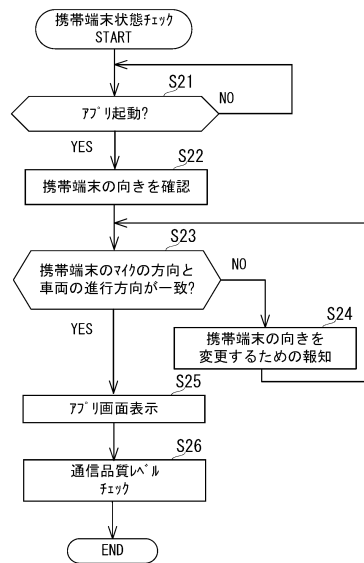 携帯端末状態ﾁｪｯｸ
START
S21
ｱﾌﾟﾘ起動?
NO
YES
S22
携帯端末の向きを確認
S23
携帯端末のﾏｲｸの方向と
車両の進行方向が一致?
NO
YES
S24
携帯端末の向きを
変更するための報知
S25
ｱﾌﾟﾘ画面表示
S26
通信品質ﾚﾍﾞﾙ
ﾁｪｯｸ
END